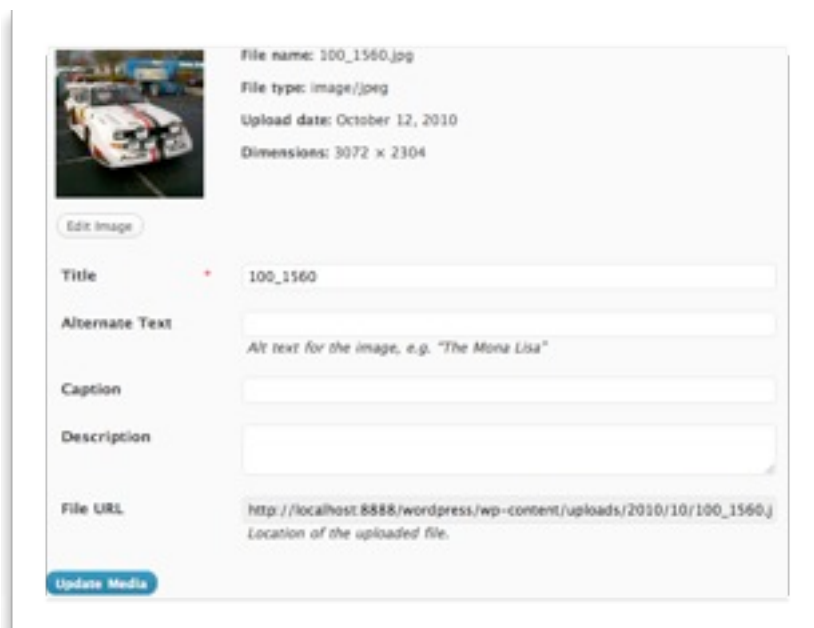 File name: 100_1560.jpg
File type: image/jpeg
Upload date: October 12, 2010
Dimensions: 3072 × 2304
Edit Image
Title * 100_1560
Alternate Text
Alt text for the image, e.g. "The Mona Lisa"
Caption
Description
File URL http://localhost:8888/wordpress/wp-content/uploads/2010/10/100_1560.j
Location of the uploaded file.
Update Media